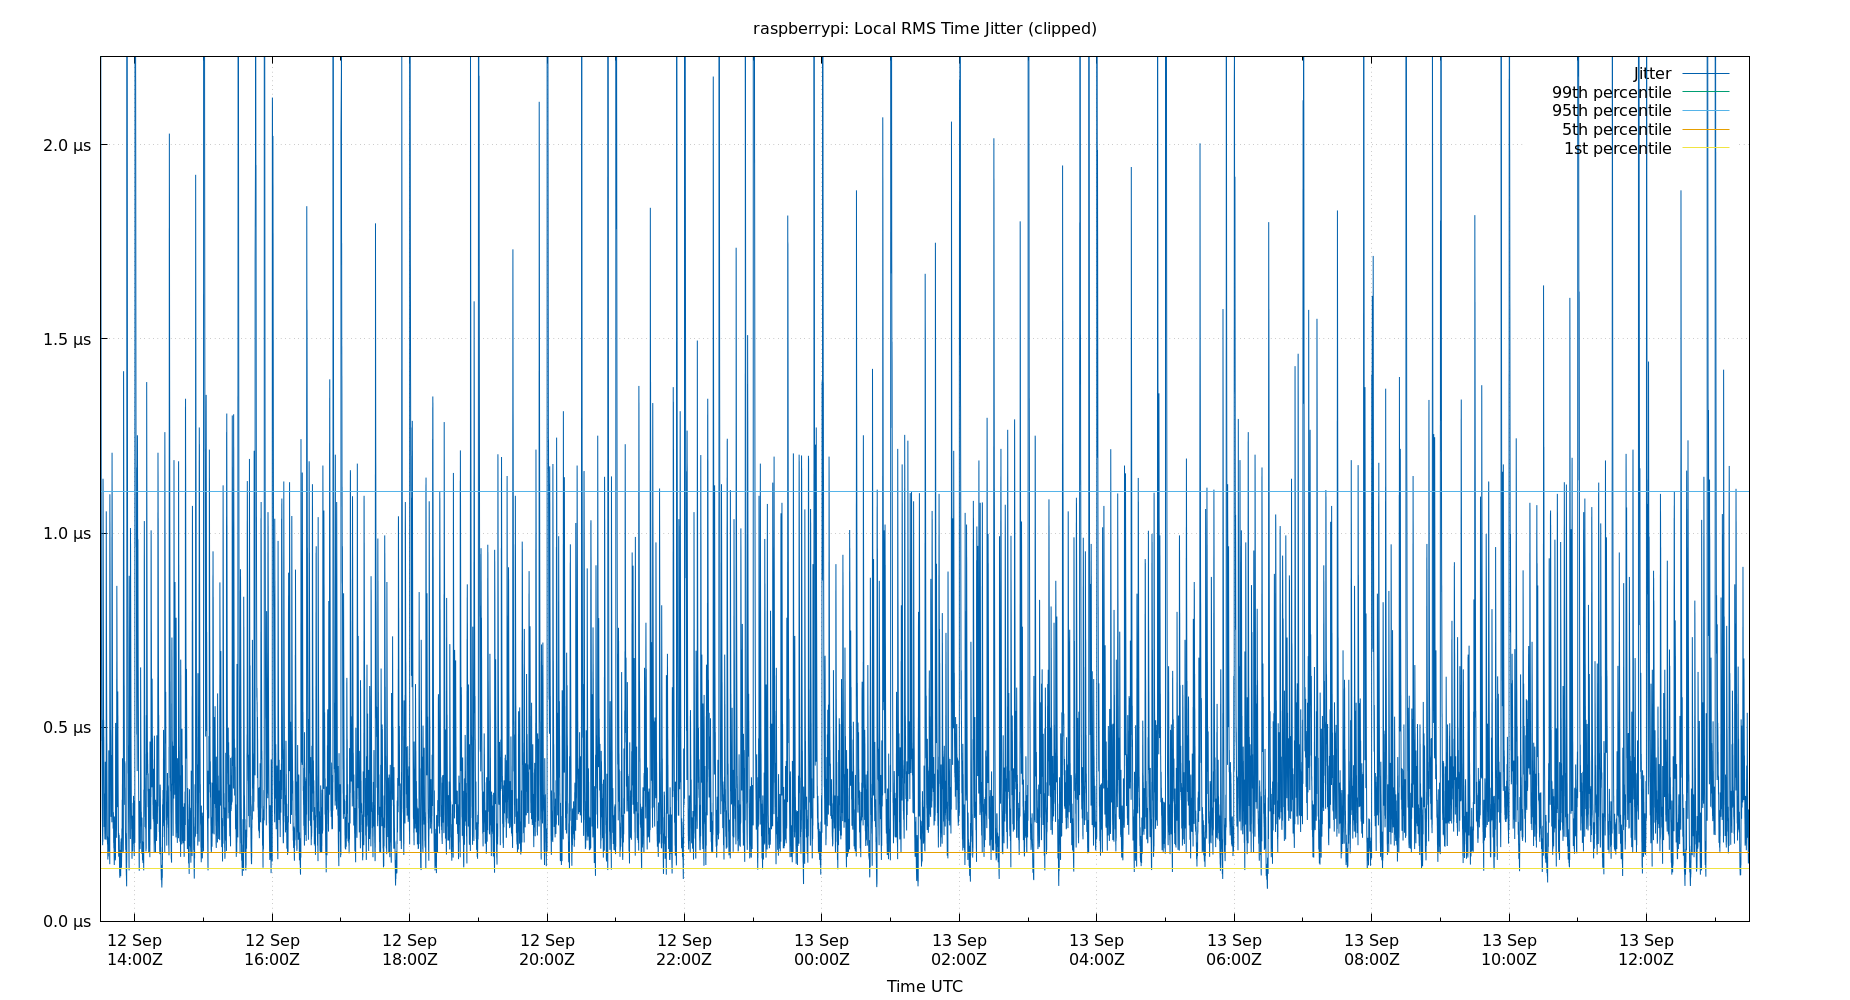 raspberrypi: Local RMS Time Jitter (clipped)
Jitter
99th percentile
95th percentile
5th percentile
1st percentile
2.0 µs
1.5 µs
1.0 µs
0.5 µs
0.0 µs
12 Sep 12 Sep 12 Sep 12 Sep 12 Sep 13 Sep 13 Sep 13 Sep 13 Sep 13 Sep 13 Sep 13 Sep
14:00Z 16:00Z 18:00Z 20:00Z 22:00Z 00:00Z 02:00Z 04:00Z 06:00Z 08:00Z 10:00Z 12:00Z
Time UTC